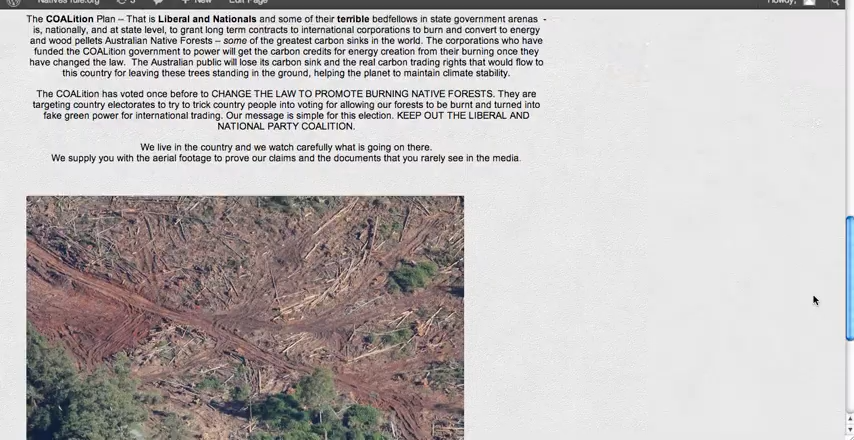 Natives rule.org 3 New Edit Page Howdy,
The COALition Plan – That is Liberal and Nationals and some of their terrible bedfellows in state government arenas -
is, nationally, and at state level, to grant long term contracts to international corporations to burn and convert to energy
and wood pellets Australian Native Forests – some of the greatest carbon sinks in the world. The corporations who have
funded the COALition government to power will get the carbon credits for energy creation from their burning once they
have changed the law. The Australian public will lose its carbon sink and the real carbon trading rights that would flow to
this country for leaving these trees standing in the ground, helping the planet to maintain climate stability.
The COALition has voted once before to CHANGE THE LAW TO PROMOTE BURNING NATIVE FORESTS. They are
targeting country electorates to try to trick country people into voting for allowing our forests to be burnt and turned into
fake green power for international trading. Our message is simple for this election. KEEP OUT THE LIBERAL AND
NATIONAL PARTY COALITION.
We live in the country and we watch carefully what is going on there.
We supply you with the aerial footage to prove our claims and the documents that you rarely see in the media.